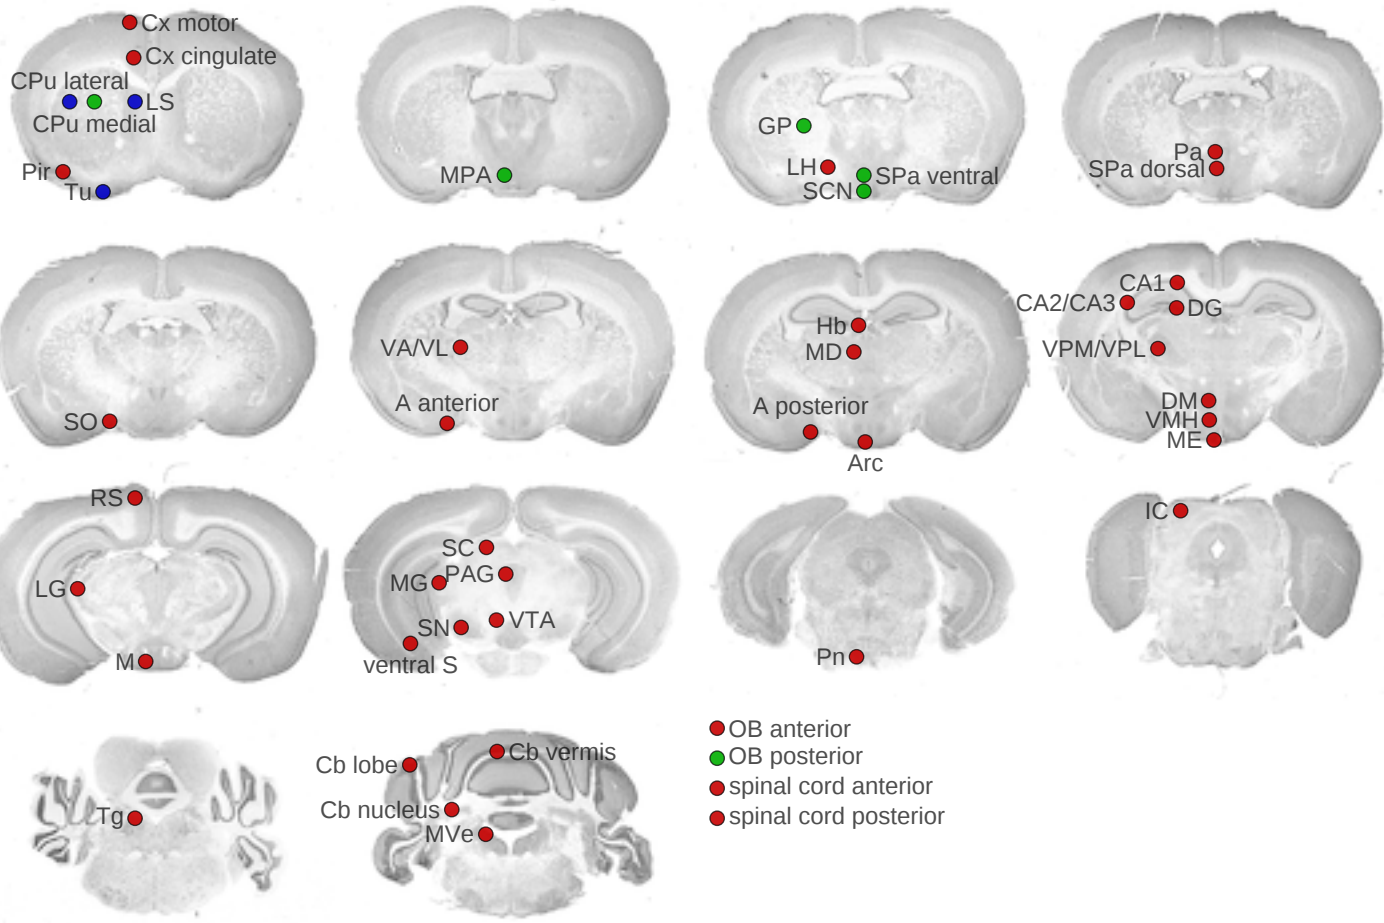 Cx motor
Cx cingulate
CPu lateral
LS
CPu medial
Pir
Tu
MPA
GP
LH
SPa ventral
SCN
Pa
SPa dorsal
SO
VA/VL
A anterior
Hb
MD
A posterior
Arc
CA1
CA2/CA3
DG
VPM/VPL
DM
VMH
ME
RS
LG
M
SC
MG
PAG
SN
VTA
ventral S
Pn
IC
Tg
Cb lobe
Cb vermis
Cb nucleus
MVe
OB anterior
OB posterior
spinal cord anterior
spinal cord posterior